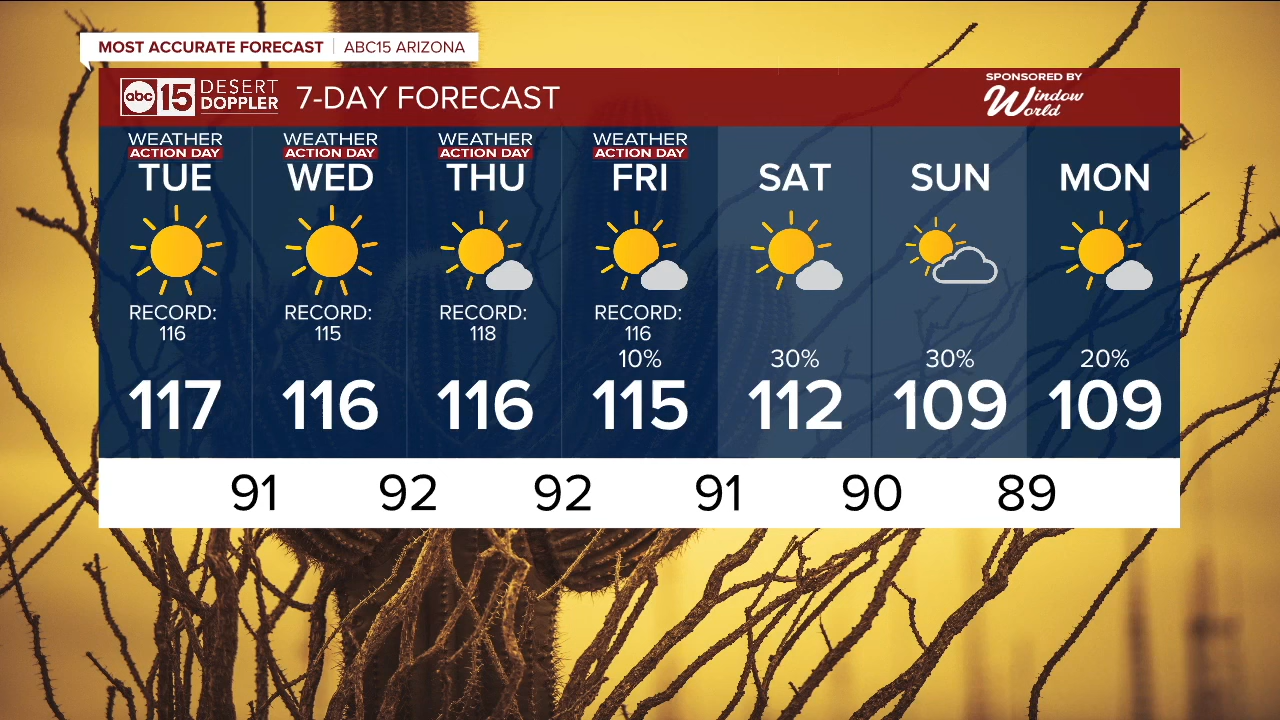 MOST ACCURATE FORECAST | ABC15 ARIZONA
abc 15 DESERT DOPPLER 7-DAY FORECAST
SPONSORED BY
Window World
WEATHER ACTION DAY WEATHER ACTION DAY WEATHER ACTION DAY WEATHER ACTION DAY
TUE WED THU FRI SAT SUN MON
RECORD: RECORD: RECORD: RECORD:
116 115 118 116
10% 30% 30% 20%
117 116 116 115 112 109 109
91 92 92 91 90 89